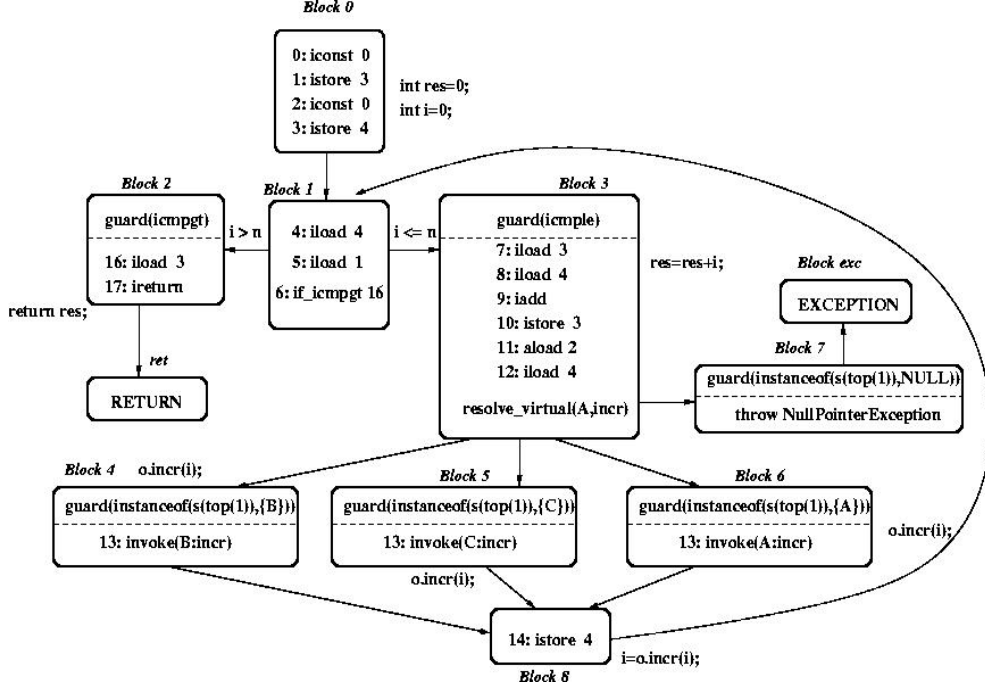 Block 0
0: iconst 0
1: istore 3
2: iconst 0
3: istore 4
int res=0;
int i=0;
Block 2
guard(icmpgt)
16: iload 3
17: ireturn
return res;
ret
RETURN
Block 1
4: iload 4
5: iload 1
6: if_icmpgt 16
i > n
i <= n
Block 3
guard(icmple)
7: iload 3
8: iload 4
9: iadd
10: istore 3
11: aload 2
12: iload 4
resolve_virtual(A,incr)
res=res+i;
Block exc
EXCEPTION
Block 7
guard(instanceof(s(top(1)),NULL))
throw NullPointerException
Block 4
o.incr(i);
guard(instanceof(s(top(1)),{B}))
13: invoke(B:incr)
Block 5
guard(instanceof(s(top(1)),{C}))
13: invoke(C:incr)
o.incr(i);
Block 6
guard(instanceof(s(top(1)),{A}))
13: invoke(A:incr)
o.incr(i);
14: istore 4
i=o.incr(i);
Block 8